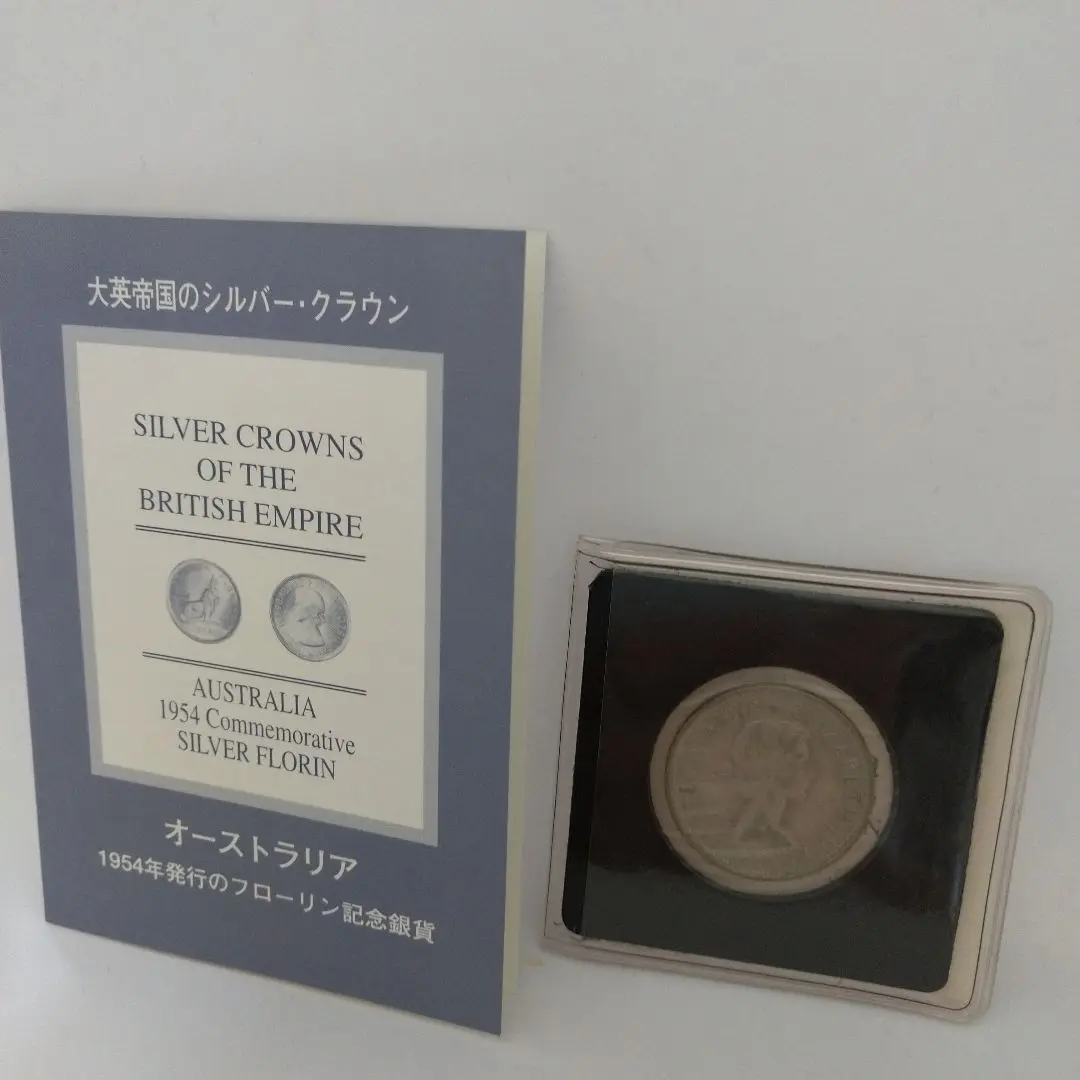 大英帝国のシルバー・クラウン
SILVER CROWNS
OF THE
BRITISH EMPIRE
AUSTRALIA
1954 Commemorative
SILVER FLORIN
オーストラリア
1954年発行のフローリン記念銀貨